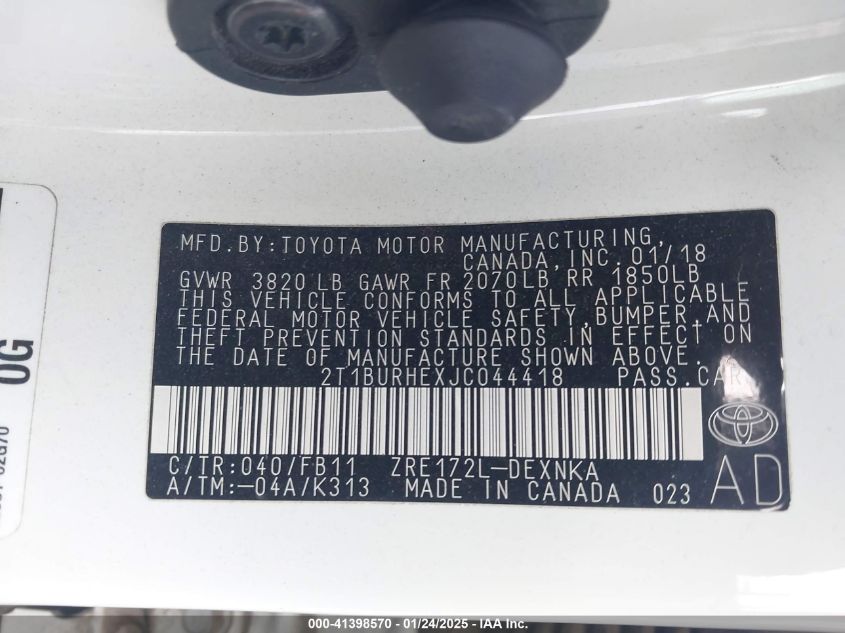 MFD.BY:TOYOTA MOTOR MANUFACTURING,
CANADA,INC.01/18
GVWR 3820LB GAWR FR 2070LB, RR 1850LB
THIS VEHICLE CONFORMS TO ALL APPLICABLE
FEDERAL MOTOR VEHICLE SAFETY,BUMPER,AND
THEFT PREVENTION STANDARDS IN EFFECT ON
THE DATE OF MANUFACTURE SHOWN ABOVE.
2T1BURHEXJC044418 PASS.CAR
C/TR:040/FB11 ZRE172L-DEXNKA
A/TM:-04A/K313 MADE IN CANADA 023
AD
0G
000-41398570 - 01/24/2025 - IAA Inc.